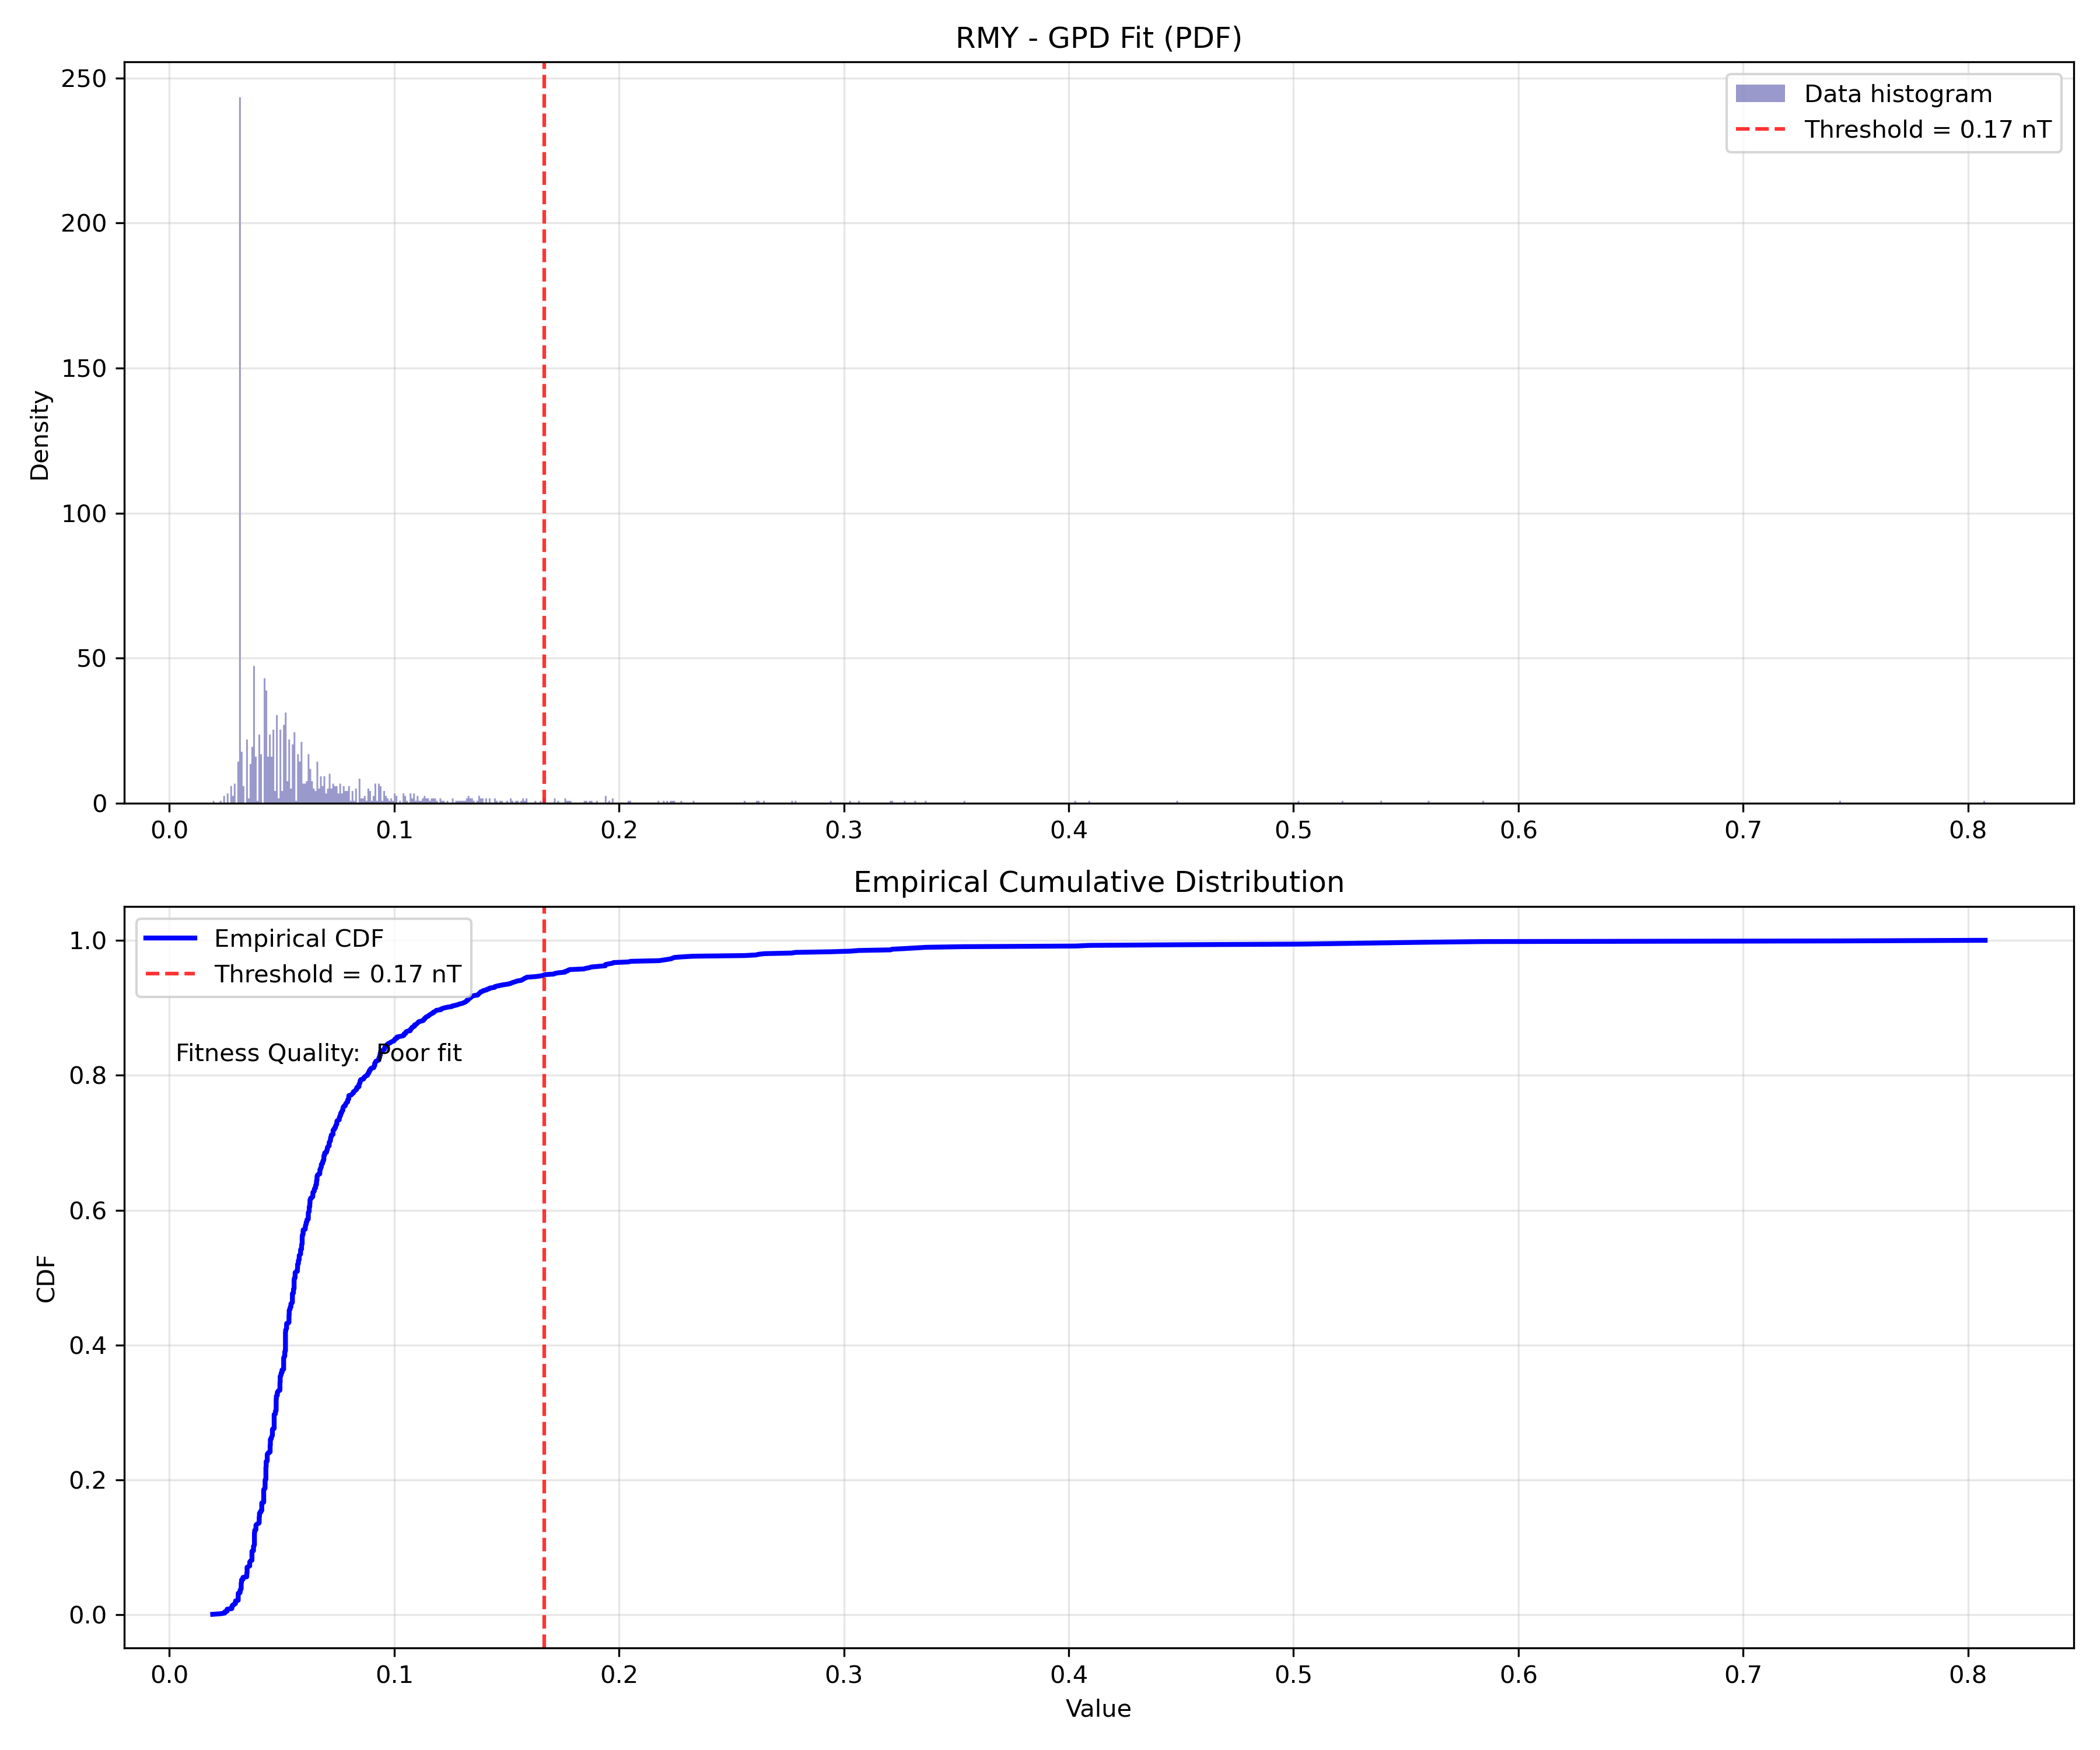 RMY - GPD Fit (PDF)
250
200
150
100
50
0
Density
Data histogram
Threshold = 0.17 nT
0.0 0.1 0.2 0.3 0.4 0.5 0.6 0.7 0.8
Empirical Cumulative Distribution
1.0
0.8
0.6
0.4
0.2
0.0
CDF
Empirical CDF
Threshold = 0.17 nT
Fitness Quality: Poor fit
0.0 0.1 0.2 0.3 0.4 0.5 0.6 0.7 0.8
Value